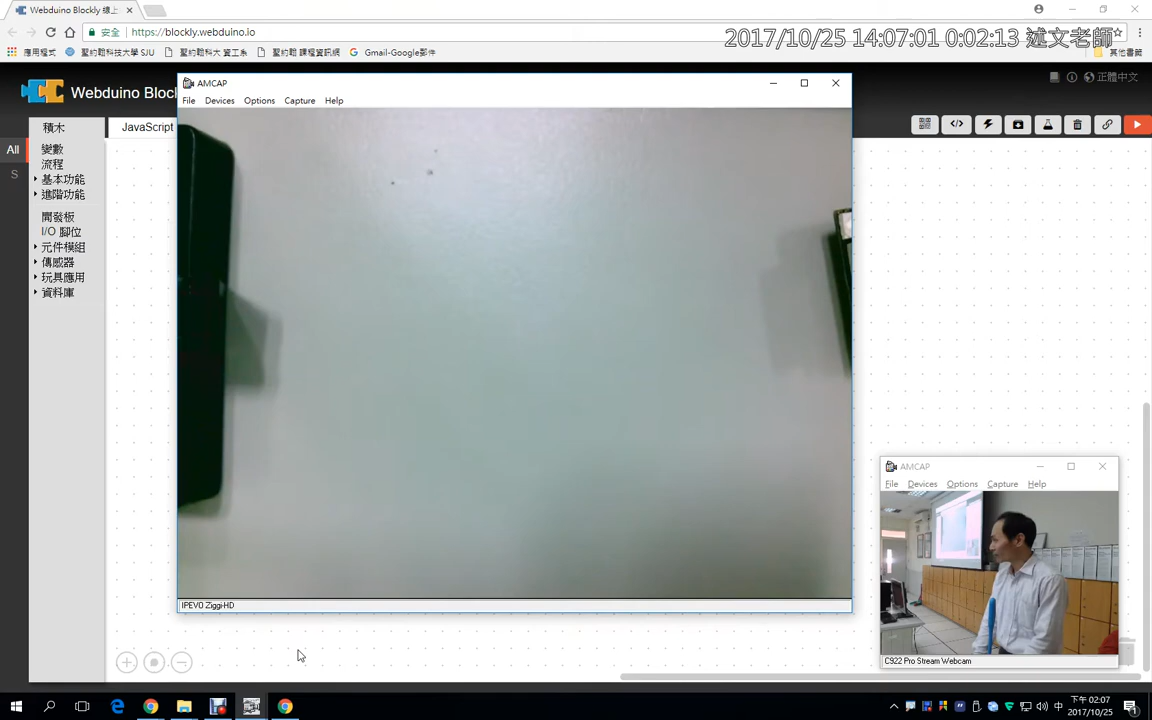 Webduino Blockly 線上
安全
https://blockly.webduino.io
2017/10/25 14:07:01 0:02:13 述文老師
應用程式
聖約翰科技大學 SJU
聖約翰科大 資工系
聖約翰 課程資訊網
Gmail-Google郵件
其他書籤
Webduino Block
正體中文
AMCAP
File Devices Options Capture Help
積木
JavaScript
All
S
變數
流程
基本功能
進階功能
開發板
I/O 腳位
元件模組
傳感器
玩具應用
資料庫
IPEVO Ziggi-HD
AMCAP
File Devices Options Capture Help
C922 Pro Stream Webcam
中
下午 02:07
2017/10/25